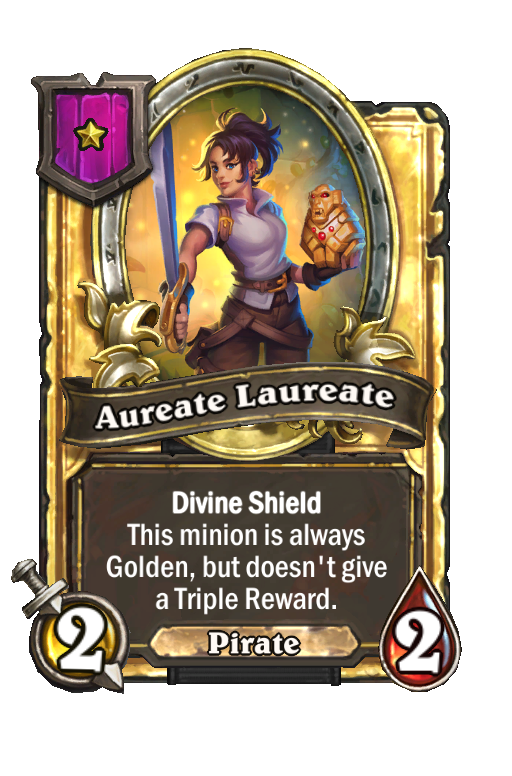 Aureate Laureate
Divine Shield
This minion is always
Golden, but doesn't give
a Triple Reward.
2
Pirate
2